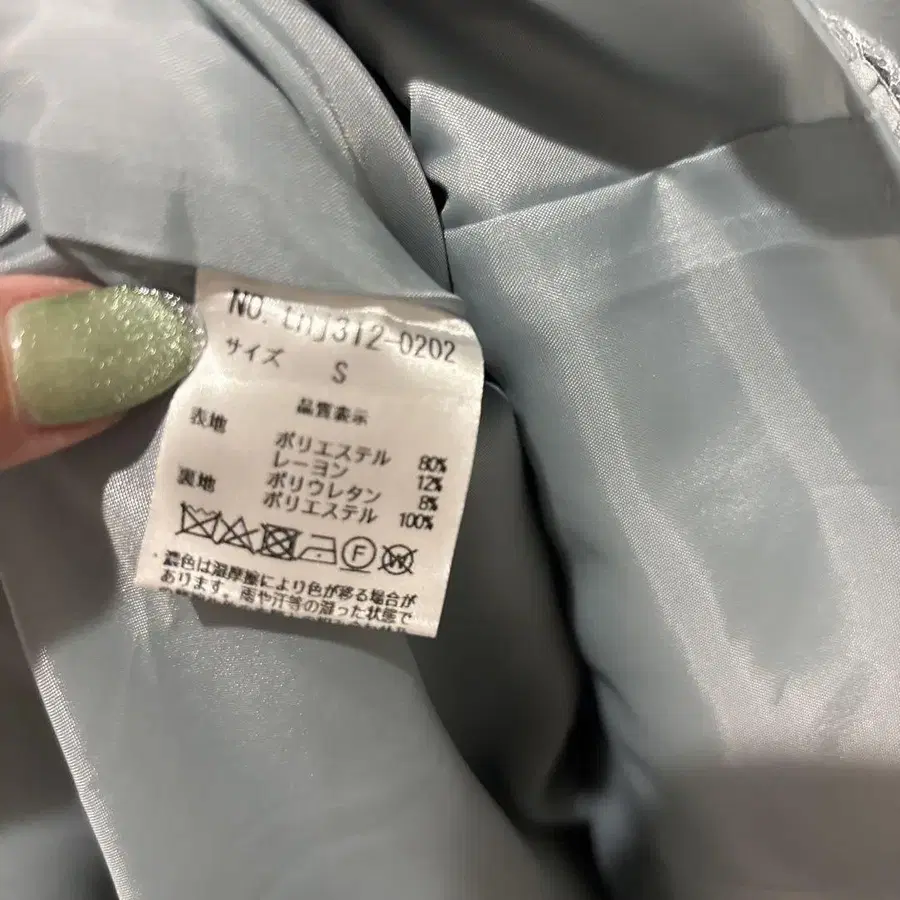 NO. LHJ312-0202
サイズ S
品質表示
表地 ポリエステル 80%
レーヨン 12%
ポリウレタン 8%
裏地 ポリエステル 100%
F W
・濃色は湿摩擦により色が移る場合が
あります。雨や汗等の湿った状態で